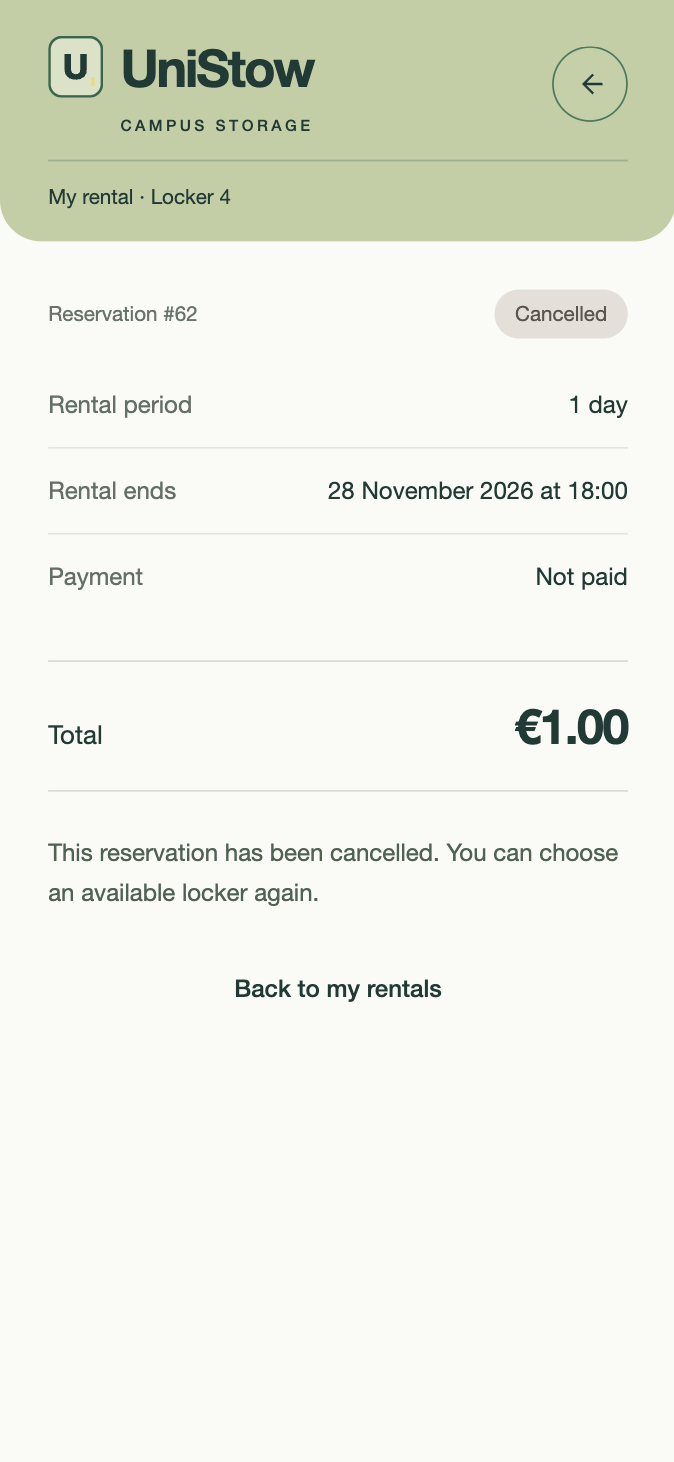 U
UniStow
CAMPUS STORAGE
My rental · Locker 4
Reservation #62
Cancelled
Rental period
1 day
Rental ends
28 November 2026 at 18:00
Payment
Not paid
Total
€1.00
This reservation has been cancelled. You can choose
an available locker again.
Back to my rentals